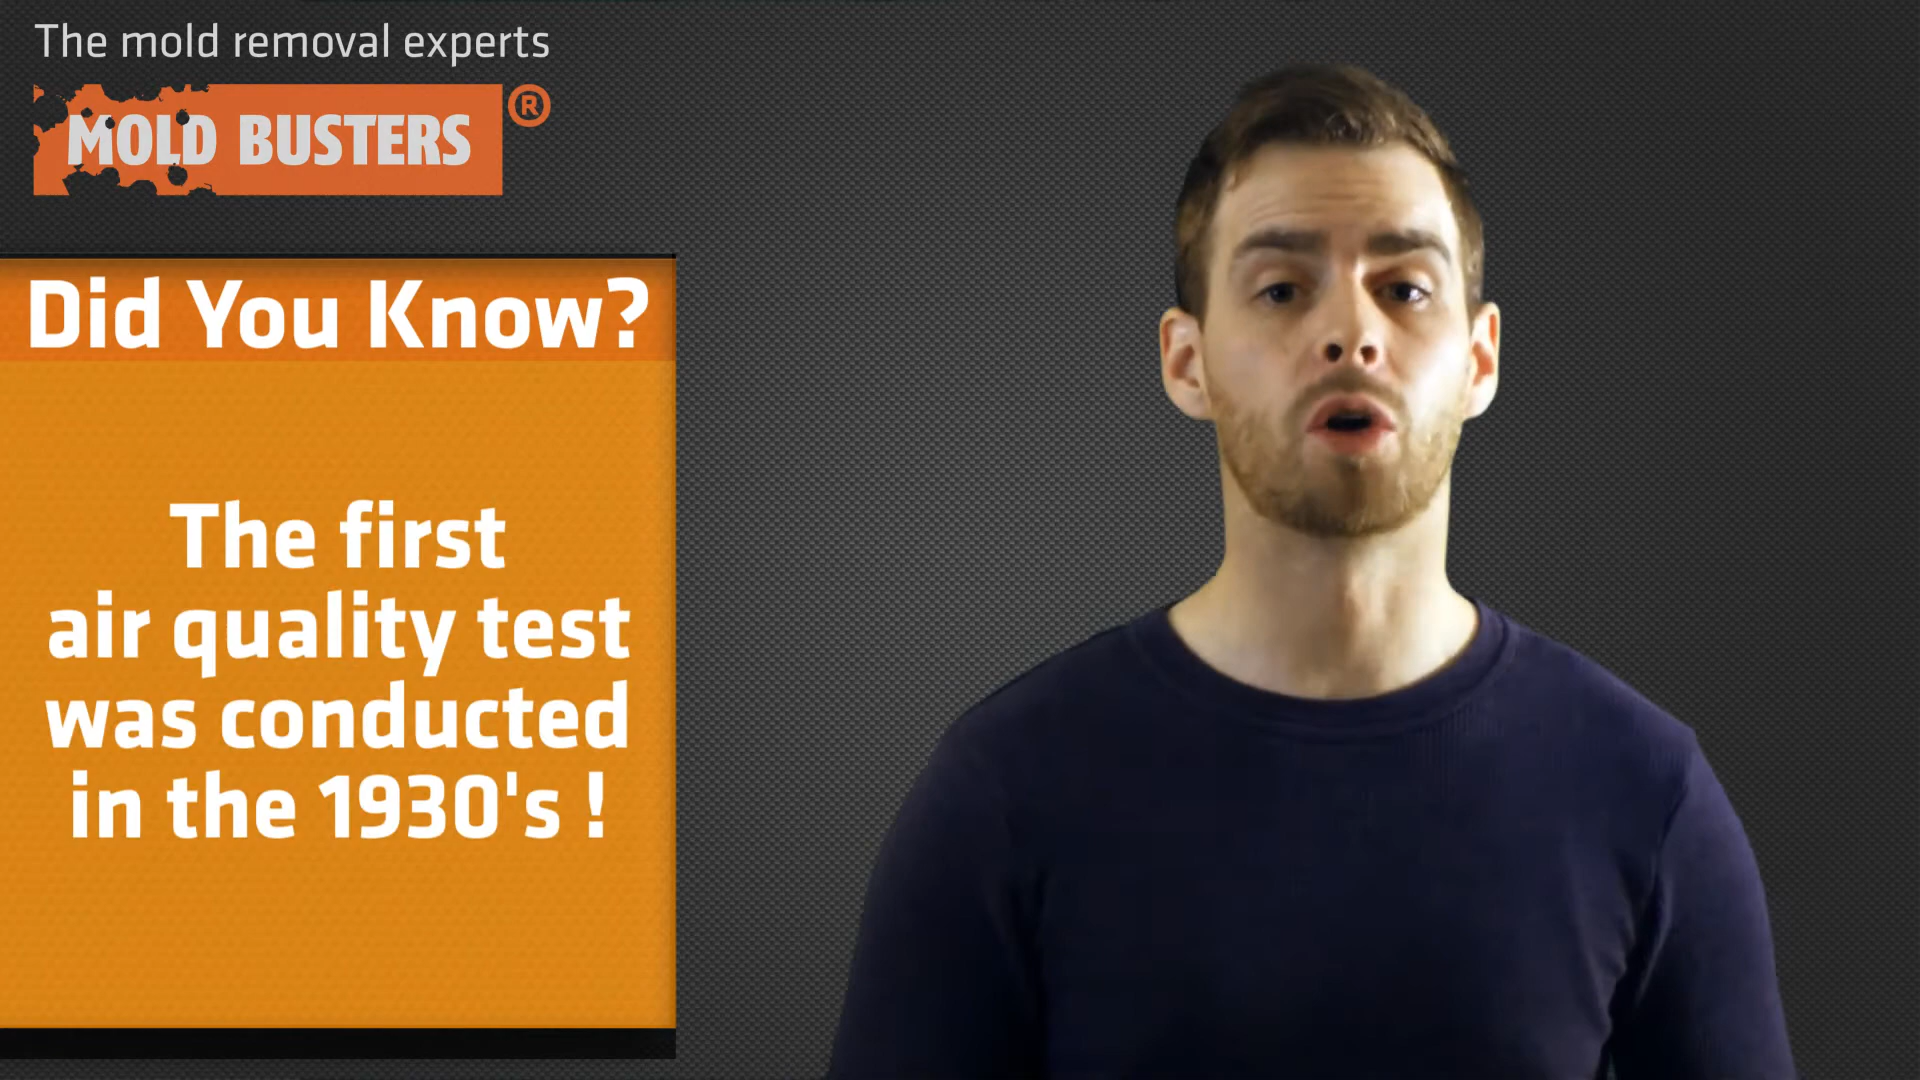 The mold removal experts
MOLD BUSTERS ®
Did You Know?
The first
air quality test
was conducted
in the 1930's !